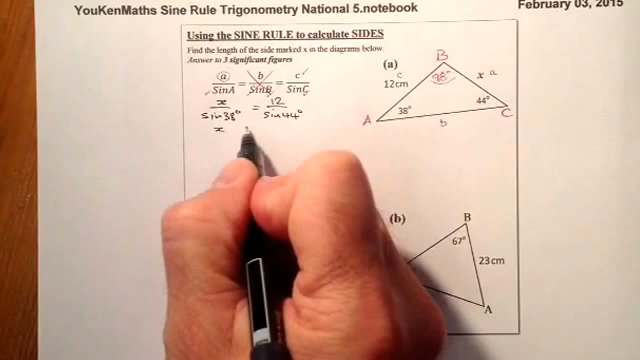 YouKenMaths Sine Rule Trigonometry National 5.notebook
February 03, 2015
Using the SINE RULE to calculate SIDES
Find the length of the side marked x in the diagrams below.
Answer to 3 significant figures
a/SinA = b/SinB = c/SinC
x/sin38° = 12/sin44°
x
(a)
B
98°
c
12cm
x a
38°
44°
A
b
C
(b)
B
67°
23cm
A